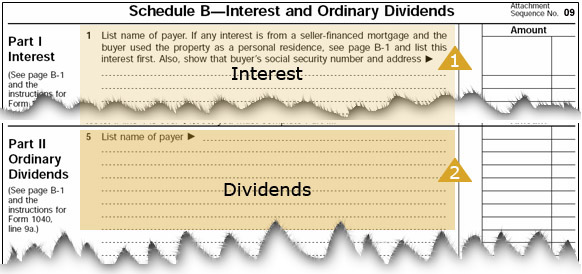 Schedule B—Interest and Ordinary Dividends
Attachment
Sequence No. 09
Part I
Interest
(See page B-1
and the
instructions for
Form
1 List name of payer. If any interest is from a seller-financed mortgage and the
buyer used the property as a personal residence, see page B-1 and list this
interest first. Also, show that buyer's social security number and address ►
Interest
1
Amount
Part II
Ordinary
Dividends
(See page B-1
and the
instructions for
Form 1040,
line 9a.)
5 List name of payer ►
Dividends
2